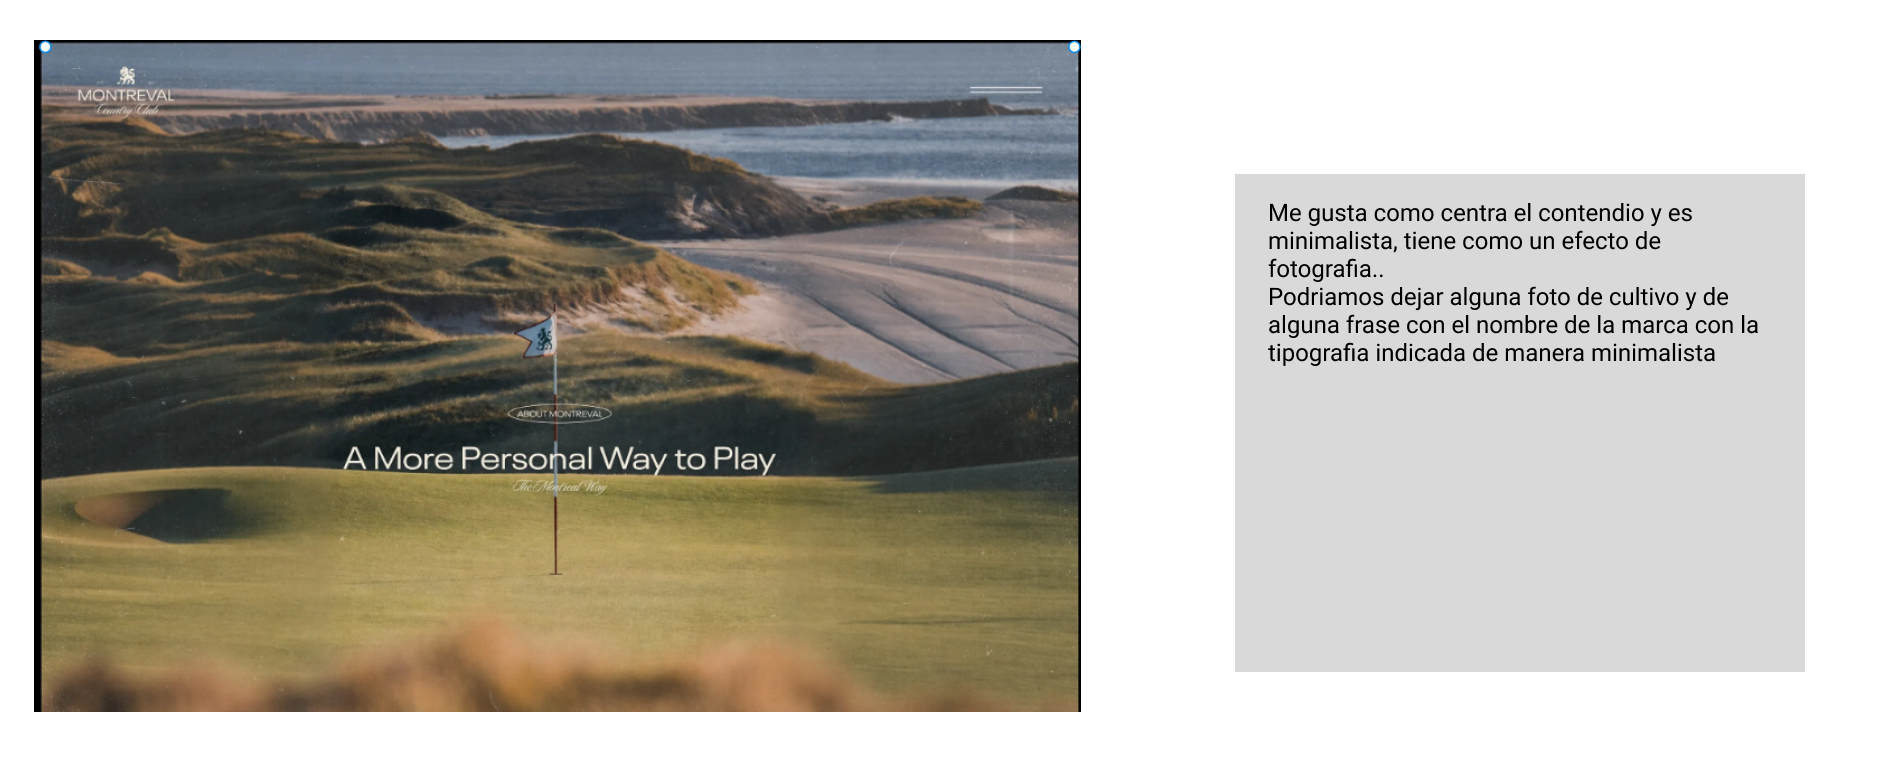 MONTREVAL
Country Club
ABOUT MONTREVAL
A More Personal Way to Play
The Montreal Way
Me gusta como centra el contendio y es
minimalista, tiene como un efecto de
fotografia..
Podriamos dejar alguna foto de cultivo y de
alguna frase con el nombre de la marca con la
tipografia indicada de manera minimalista